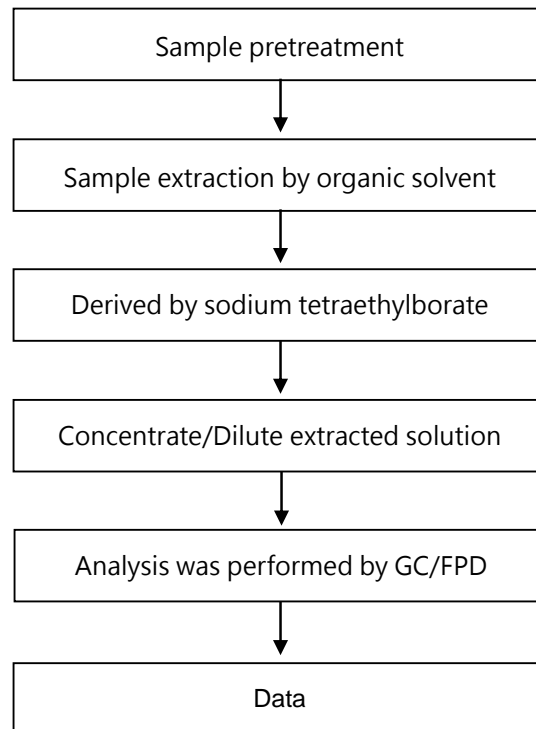 Sample pretreatment
Sample extraction by organic solvent
Derived by sodium tetraethylborate
Concentrate/Dilute extracted solution
Analysis was performed by GC/FPD
Data